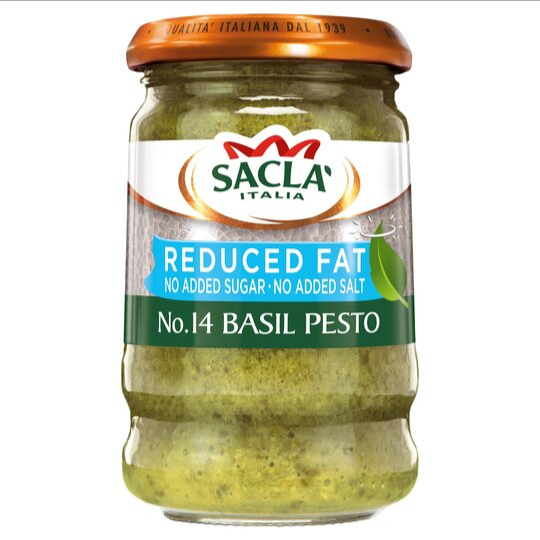 QUALITA' ITALIANA DAL 1939
SACLA'
ITALIA
REDUCED FAT
NO ADDED SUGAR · NO ADDED SALT
No.14 BASIL PESTO